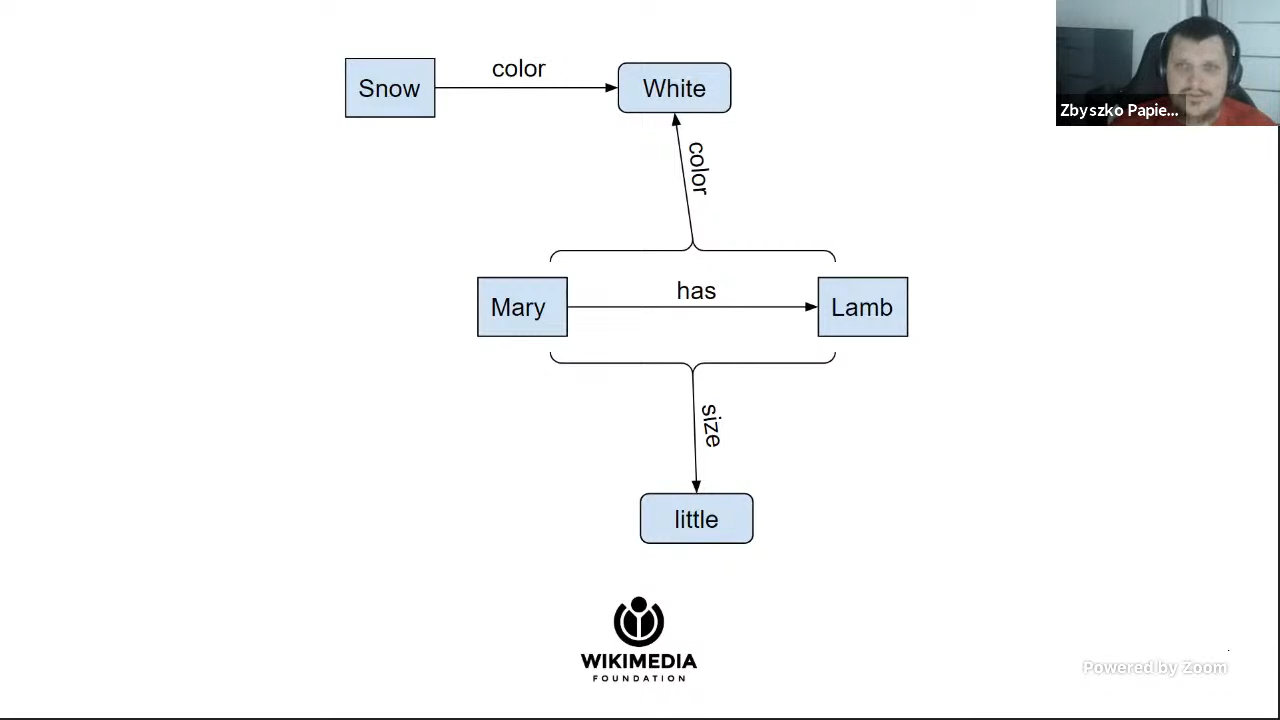 Snow
color
White
Zbyszko Papie...
color
Mary
has
Lamb
size
little
WIKIMEDIA
FOUNDATION
Powered by Zoom